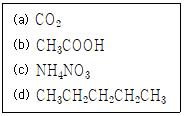 (a) CO₂
(b) CH₃COOH
(c) NH₄NO₃
(d) CH₃CH₂CH₂CH₂CH₃